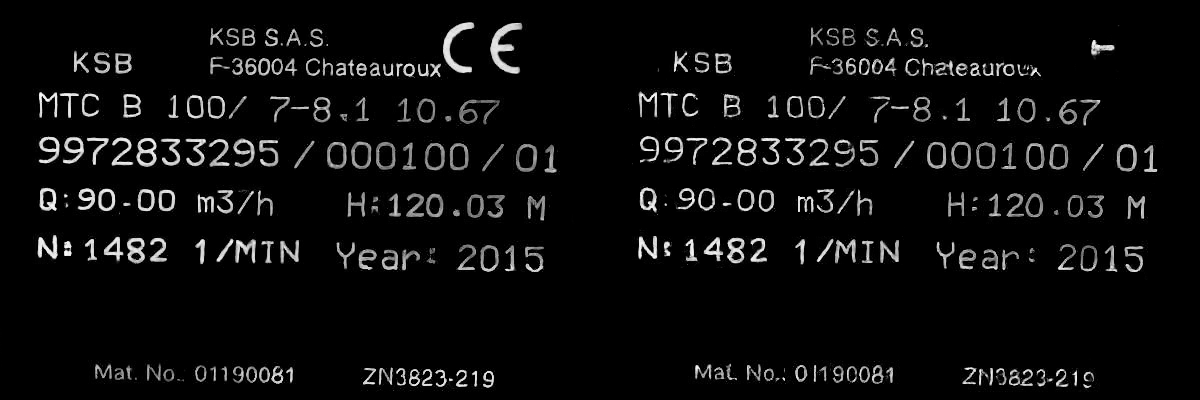 KSB S.A.S.
KSB F-36004 Chateauroux CE
MTC B 100/ 7-8.1 10.67
9972833295 / 000100 / 01
Q: 90-00 m3/h H: 120.03 M
N: 1482 1/MIN Year: 2015
Mat. No.: 01190081 ZN3823-219
KSB S.A.S.
KSB F-36004 Chateauroux
MTC B 100/ 7-8.1 10.67
9972833295 / 000100 / 01
Q: 90-00 m3/h H: 120.03 M
N: 1482 1/MIN Year: 2015
Mat. No.: 01190081 ZN3823-219